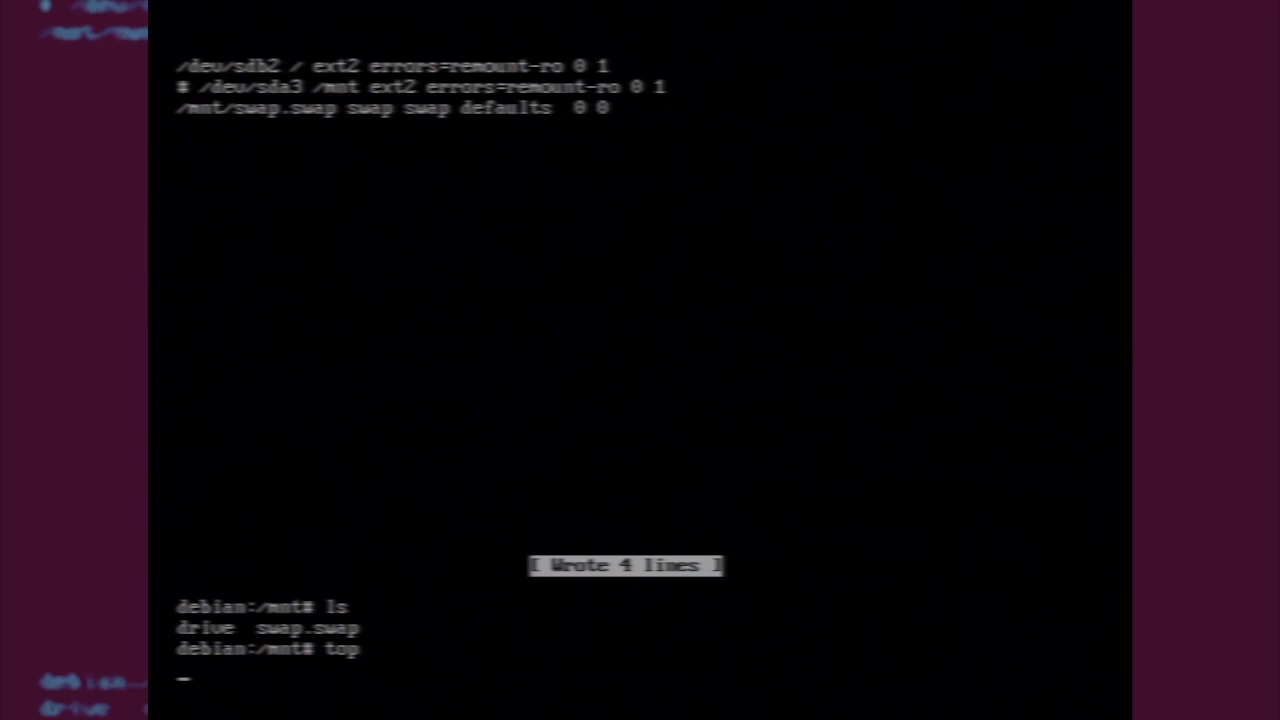 /dev/sdb2 / ext2 errors=remount-ro 0 1
# /dev/sda3 /mnt ext2 errors=remount-ro 0 1
/mnt/swap.swap swap swap defaults  0 0
[ Wrote 4 lines ]
debian:/mnt# ls
drive  swap.swap
debian:/mnt# top